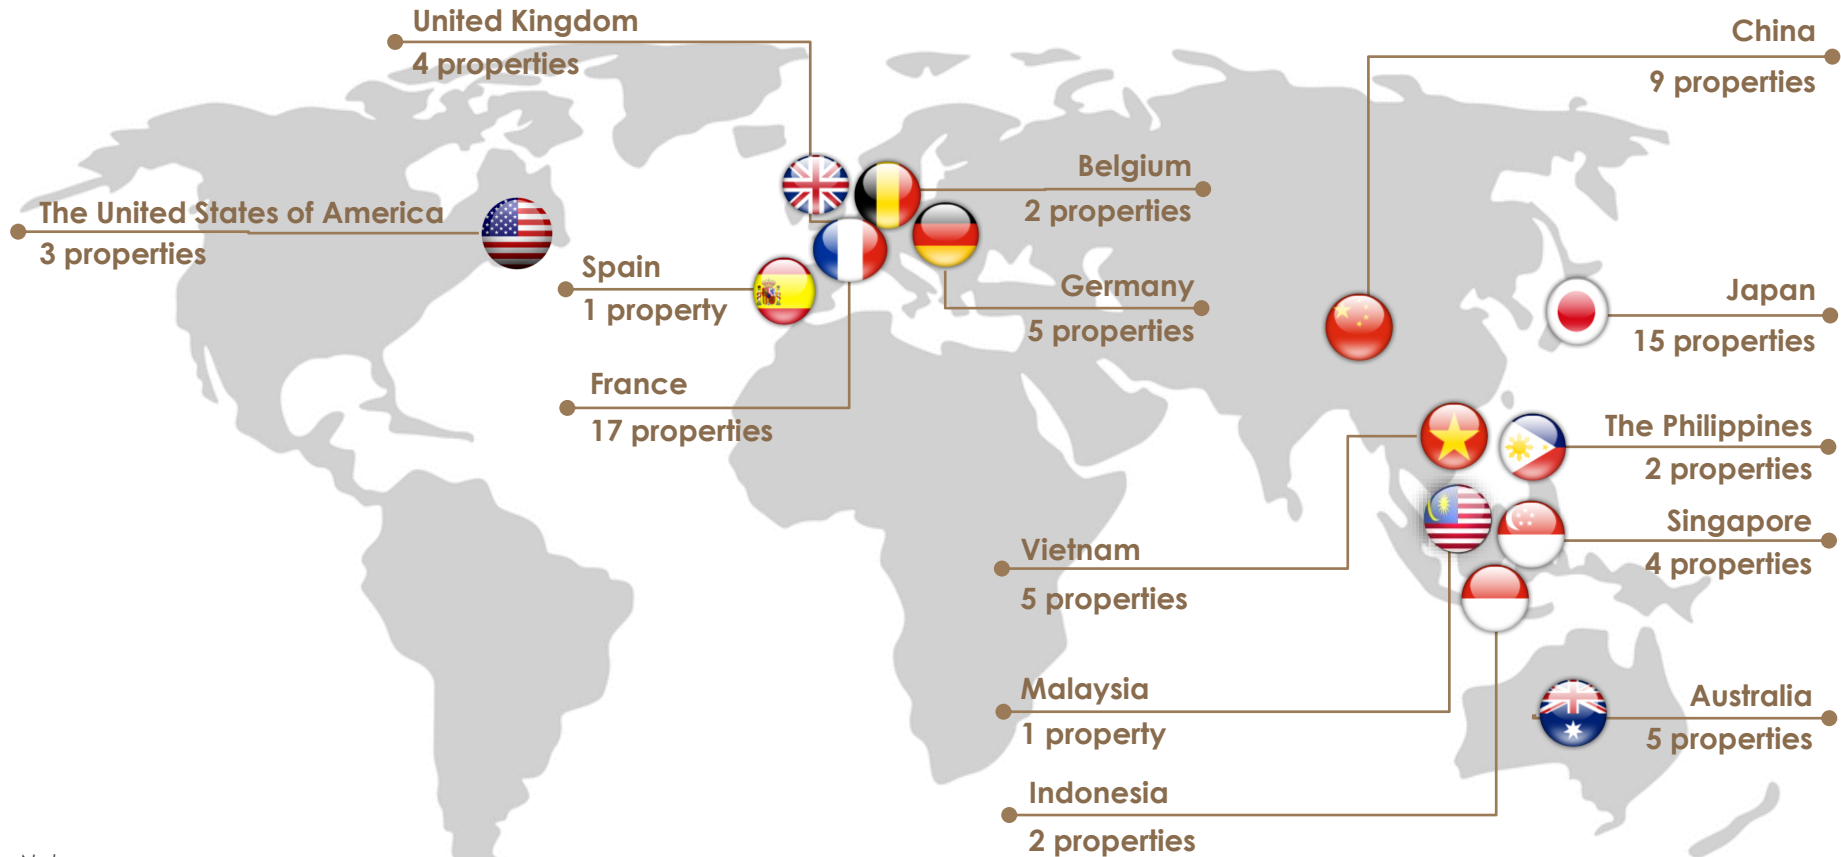 United Kingdom
4 properties
China
9 properties
Belgium
2 properties
The United States of America
3 properties
Spain
1 property
Germany
5 properties
Japan
15 properties
France
17 properties
The Philippines
2 properties
Singapore
4 properties
Vietnam
5 properties
Malaysia
1 property
Australia
5 properties
Indonesia
2 properties